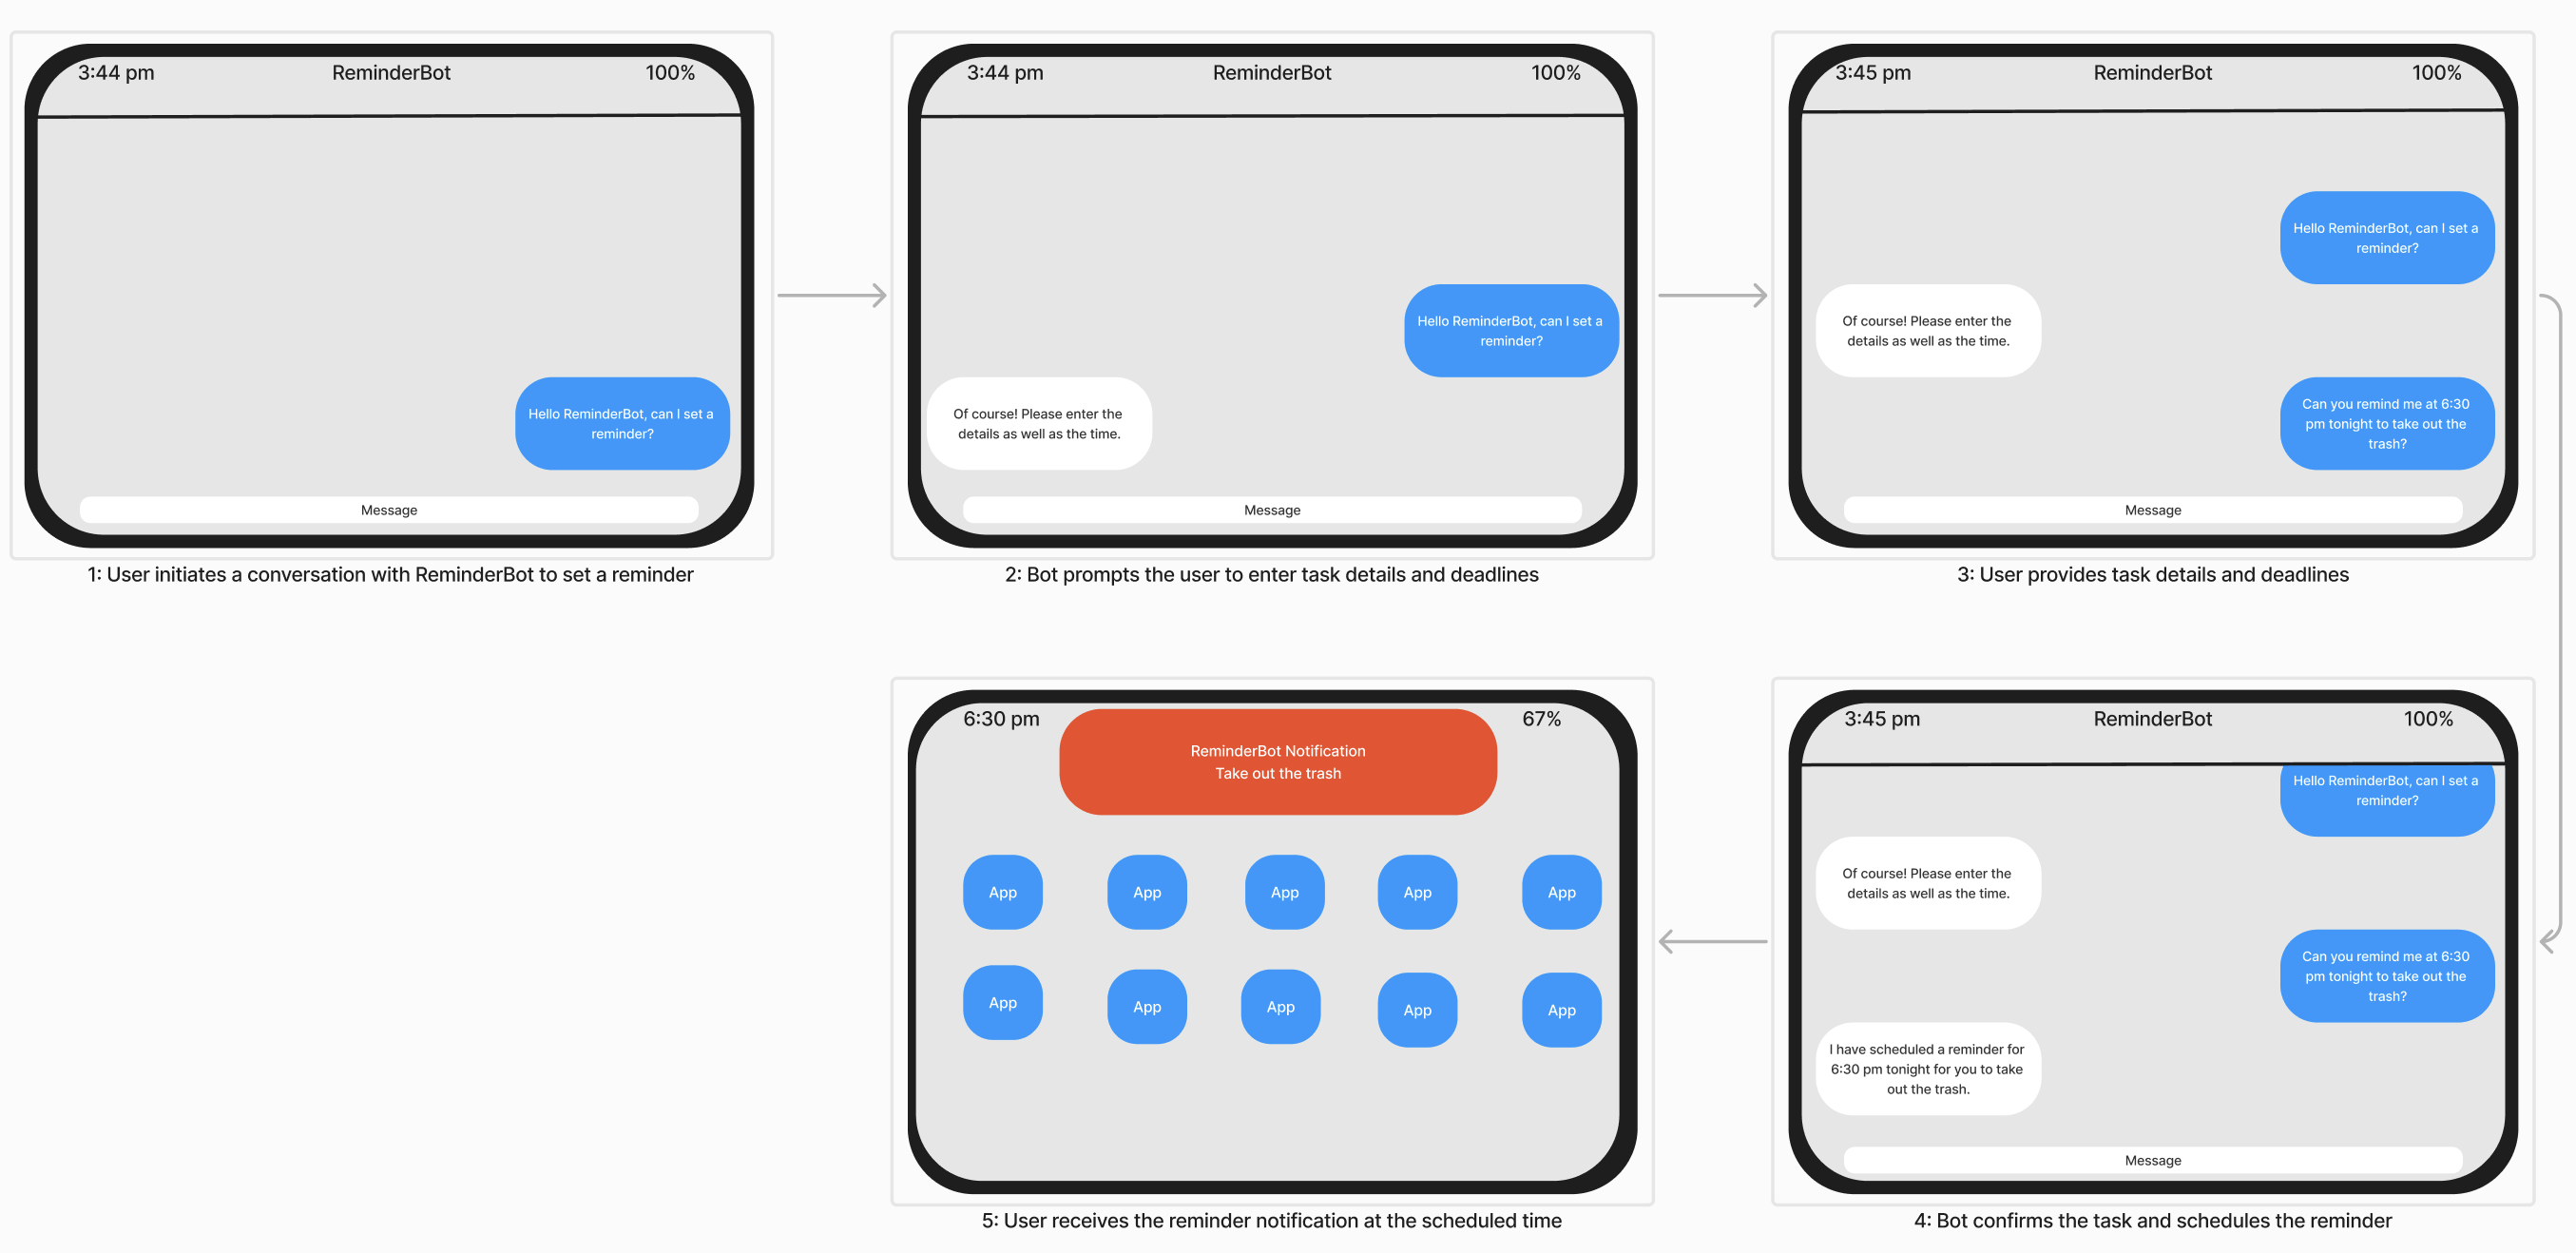 3:44 pm ReminderBot 100%
Hello ReminderBot, can I set a
reminder?
Message
1: User initiates a conversation with ReminderBot to set a reminder
3:44 pm ReminderBot 100%
Hello ReminderBot, can I set a
reminder?
Of course! Please enter the
details as well as the time.
Message
2: Bot prompts the user to enter task details and deadlines
3:45 pm ReminderBot 100%
Hello ReminderBot, can I set a
reminder?
Of course! Please enter the
details as well as the time.
Can you remind me at 6:30
pm tonight to take out the
trash?
Message
3: User provides task details and deadlines
3:45 pm ReminderBot 100%
Hello ReminderBot, can I set a
reminder?
Of course! Please enter the
details as well as the time.
Can you remind me at 6:30
pm tonight to take out the
trash?
I have scheduled a reminder for
6:30 pm tonight for you to take
out the trash.
Message
4: Bot confirms the task and schedules the reminder
6:30 pm 67%
ReminderBot Notification
Take out the trash
App App App App App
App App App App App
5: User receives the reminder notification at the scheduled time